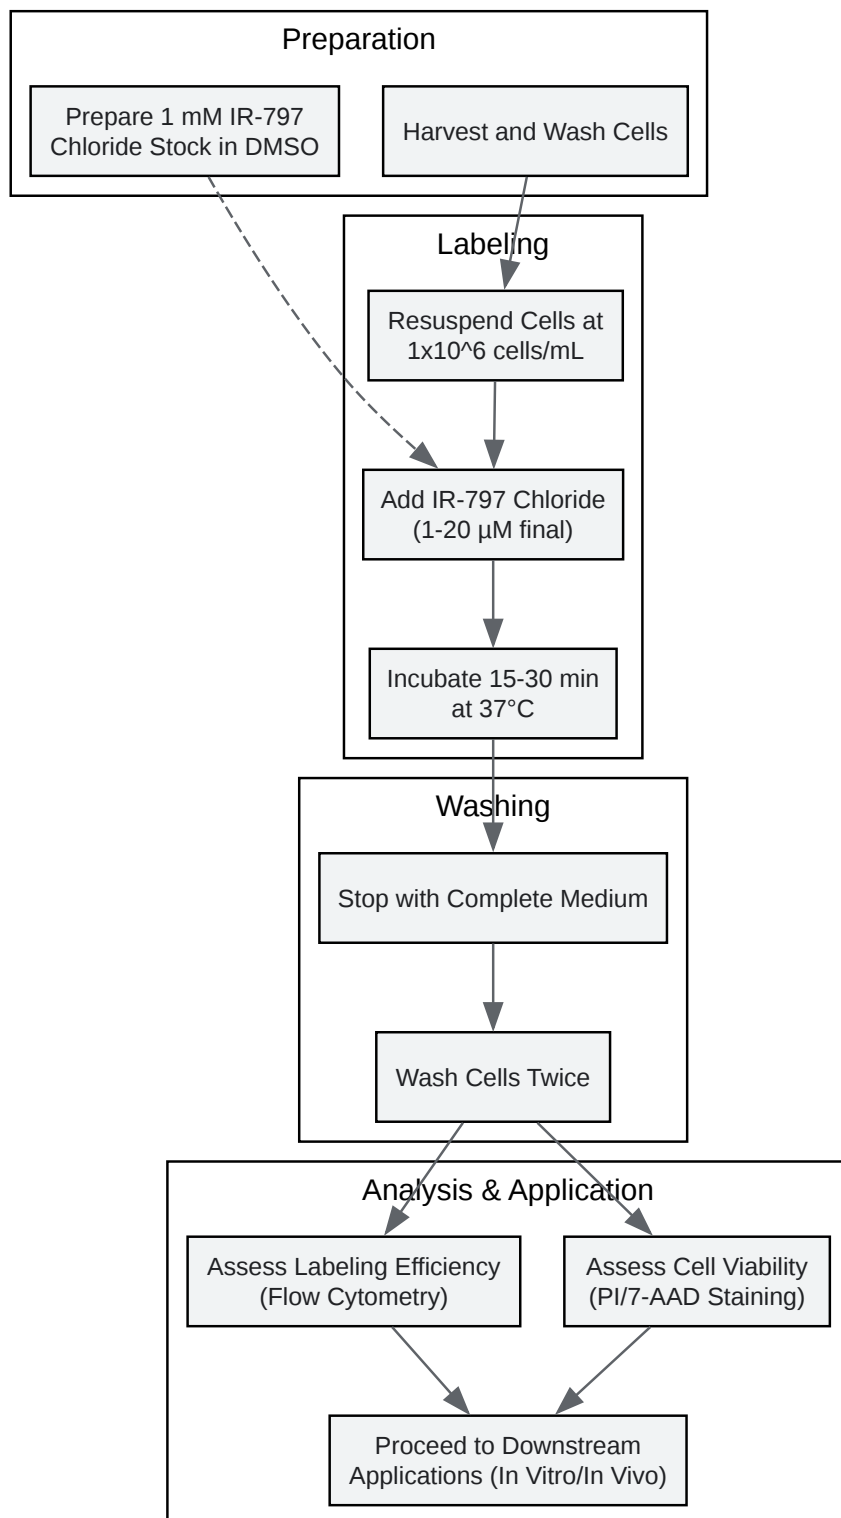 Preparation
Prepare 1 mM IR-797
Chloride Stock in DMSO
Harvest and Wash Cells
Labeling
Resuspend Cells at
1x10^6 cells/mL
Add IR-797 Chloride
(1-20 µM final)
Incubate 15-30 min
at 37°C
Washing
Stop with Complete Medium
Wash Cells Twice
Analysis & Application
Assess Labeling Efficiency
(Flow Cytometry)
Assess Cell Viability
(PI/7-AAD Staining)
Proceed to Downstream
Applications (In Vitro/In Vivo)